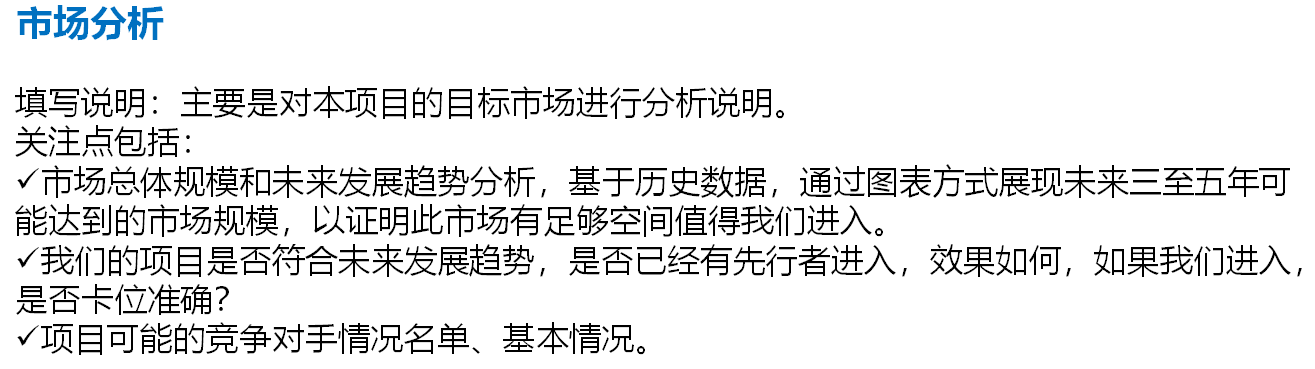 市场分析
填写说明：主要是对本项目的目标市场进行分析说明。
关注点包括：
✓市场总体规模和未来发展趋势分析，基于历史数据，通过图表方式展现未来三至五年可
能达到的市场规模，以证明此市场有足够空间值得我们进入。
✓我们的项目是否符合未来发展趋势，是否已经有先行者进入，效果如何，如果我们进入，
是否卡位准确？
✓项目可能的竞争对手情况名单、基本情况。